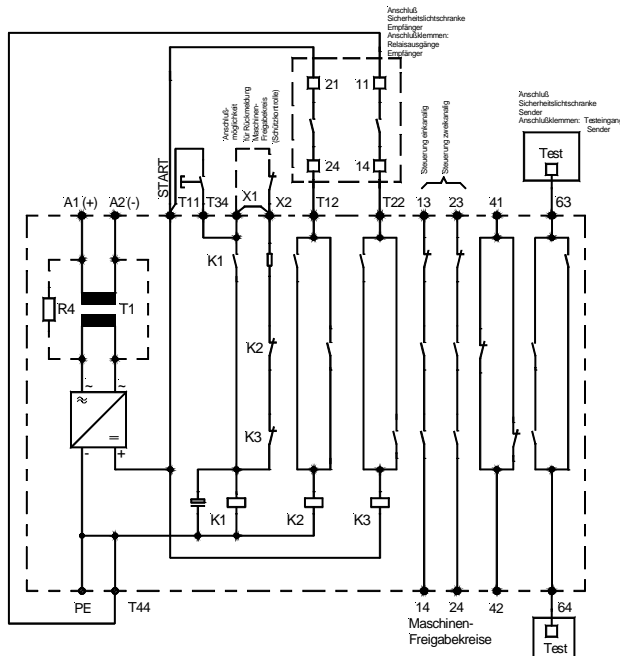 Anschluß
Sicherheitslichtschranke
Empfänger
Anschlußklemmen:
Relaisausgänge
Empfänger
21
11
24
14
Anschluß-
möglichkeit
für Rückmeldung
Maschinen-
Freigabekreis
(Schützkontrolle)
Steuerung einkanalig
Steuerung zweikanalig
Anschluß
Sicherheitslichtschranke
Sender
Anschlußklemmen: Testeingang
Sender
Test
START
A1 (+)
A2 (-)
T11
T34
X1
X2
T12
T22
13
23
41
63
K1
R4
T1
K2
K3
~
~
≈
=
-
+
K1
K2
K3
PE
T44
14
24
42
64
Maschinen-
Freigabekreise
Test